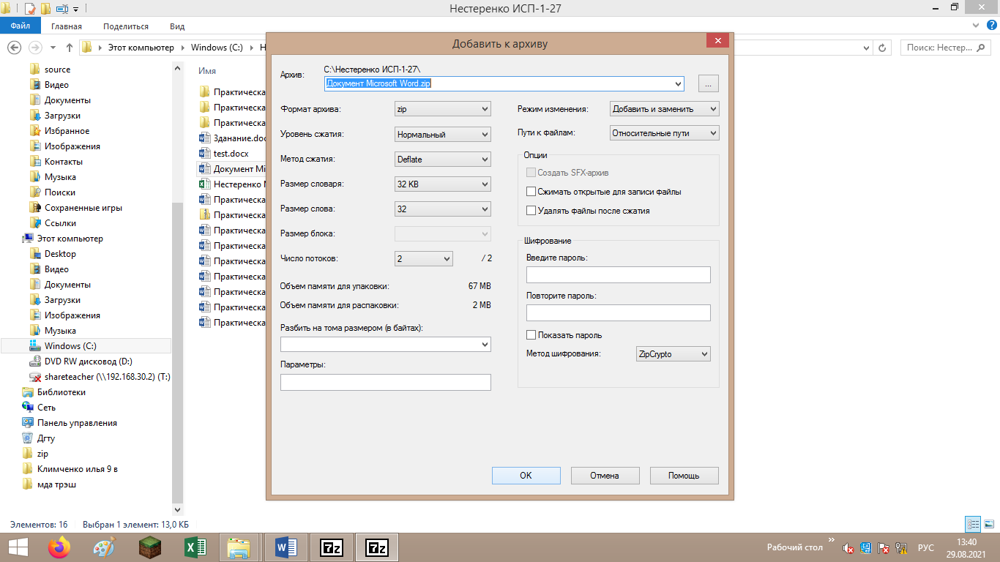 Нестеренко ИСП-1-27
Файл
Главная
Поделиться
Вид
Этот компьютер
Windows (C:)
Поиск: Нестер...
source
Видео
Документы
Загрузки
Избранное
Изображения
Контакты
Музыка
Поиски
Сохраненные игры
Ссылки
Этот компьютер
Desktop
Видео
Документы
Загрузки
Изображения
Музыка
Windows (C:)
DVD RW дисковод (D:)
shareteacher (\\192.168.30.2) (T:)
Библиотеки
Сеть
Панель управления
Дгту
zip
Климченко илья 9 в
мда трэш
Имя
Практическа
Практическа
Практическа
Зданание.doc
test.docx
Документ Mi
Нестеренко
Практическа
Практическа
Практическа
Практическа
Практическа
Практическа
Практическа
Практическа
Практическа
Добавить к архиву
Архив:
C:\Нестеренко ИСП-1-27\
Документ Microsoft Word.zip
...
Формат архива:
zip
Уровень сжатия:
Нормальный
Метод сжатия:
Deflate
Размер словаря:
32 KB
Размер слова:
32
Размер блока:
Число потоков:
2
/ 2
Объем памяти для упаковки:
67 MB
Объем памяти для распаковки:
2 MB
Разбить на тома размером (в байтах):
Параметры:
Режим изменения:
Добавить и заменить
Пути к файлам:
Относительные пути
Опции
Создать SFX-архив
Сжимать открытые для записи файлы
Удалять файлы после сжатия
Шифрование
Введите пароль:
Повторите пароль:
Показать пароль
Метод шифрования:
ZipCrypto
OK
Отмена
Помощь
Элементов: 16
Выбран 1 элемент: 13,0 КБ
7z
7z
Рабочий стол
РУС
13:40
29.08.2021